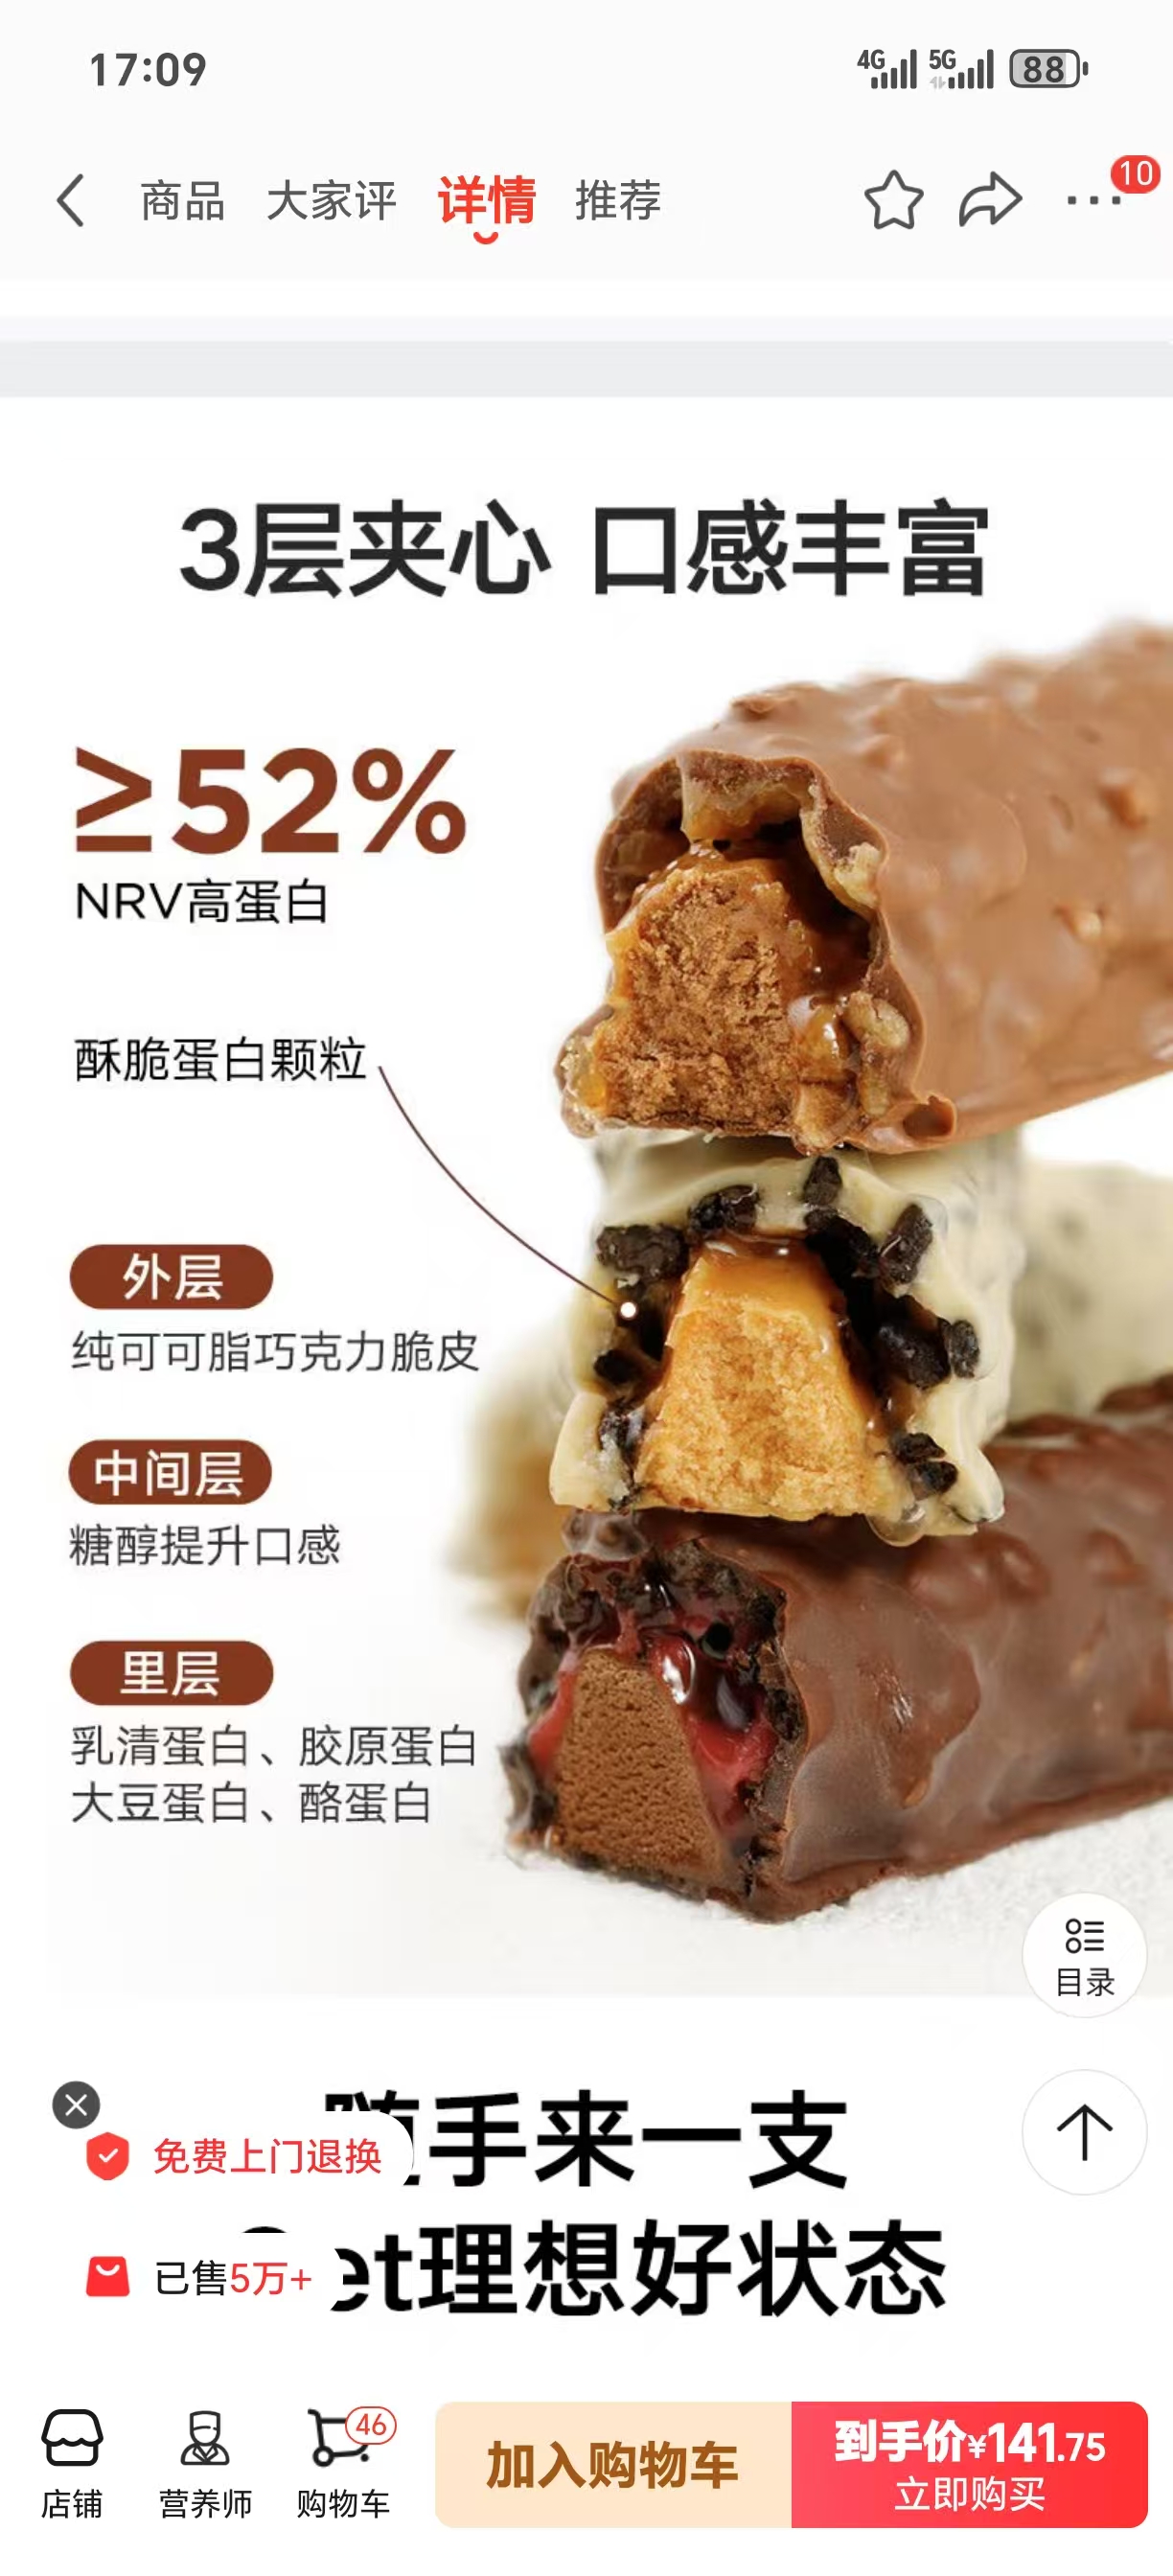 17:09
4G 5G 88
商品 大家评 详情 推荐
10
3层夹心 口感丰富
≥52%
NRV高蛋白
酥脆蛋白颗粒
外层
纯可可脂巧克力脆皮
中间层
糖醇提升口感
里层
乳清蛋白、胶原蛋白
大豆蛋白、酪蛋白
目录
手来一支
免费上门退换
et理想好状态
已售5万+
店铺
营养师
46
购物车
加入购物车
到手价¥141.75
立即购买